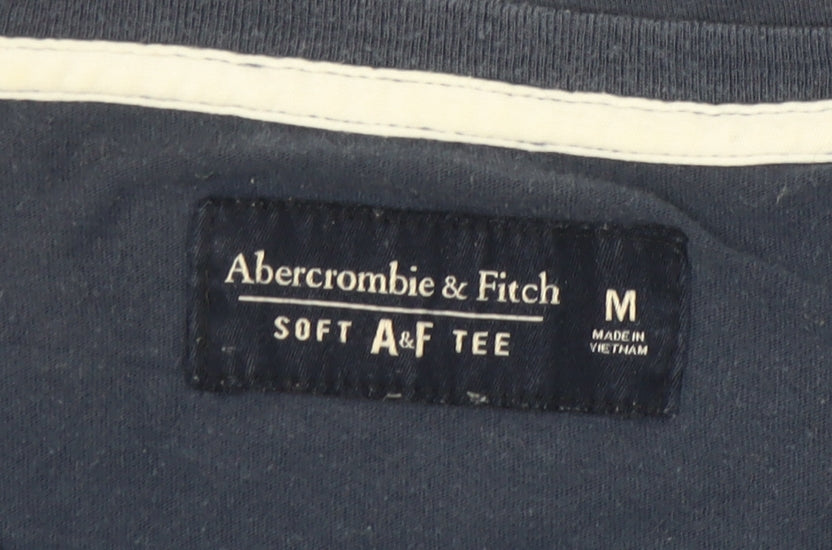 Abercrombie & Fitch
SOFT A&F TEE
M
MADE IN
VIETNAM